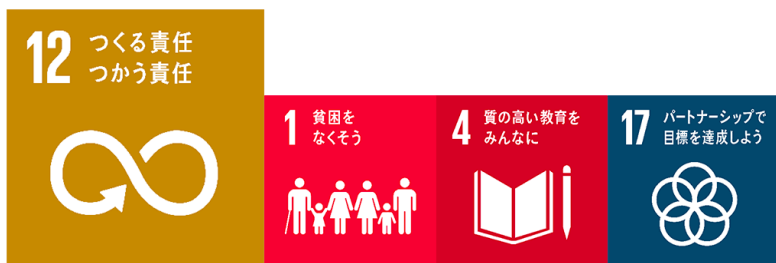 12
つくる責任
つかう責任
1
貧困を
なくそう
4
質の高い教育を
みんなに
17
パートナーシップで
目標を達成しよう